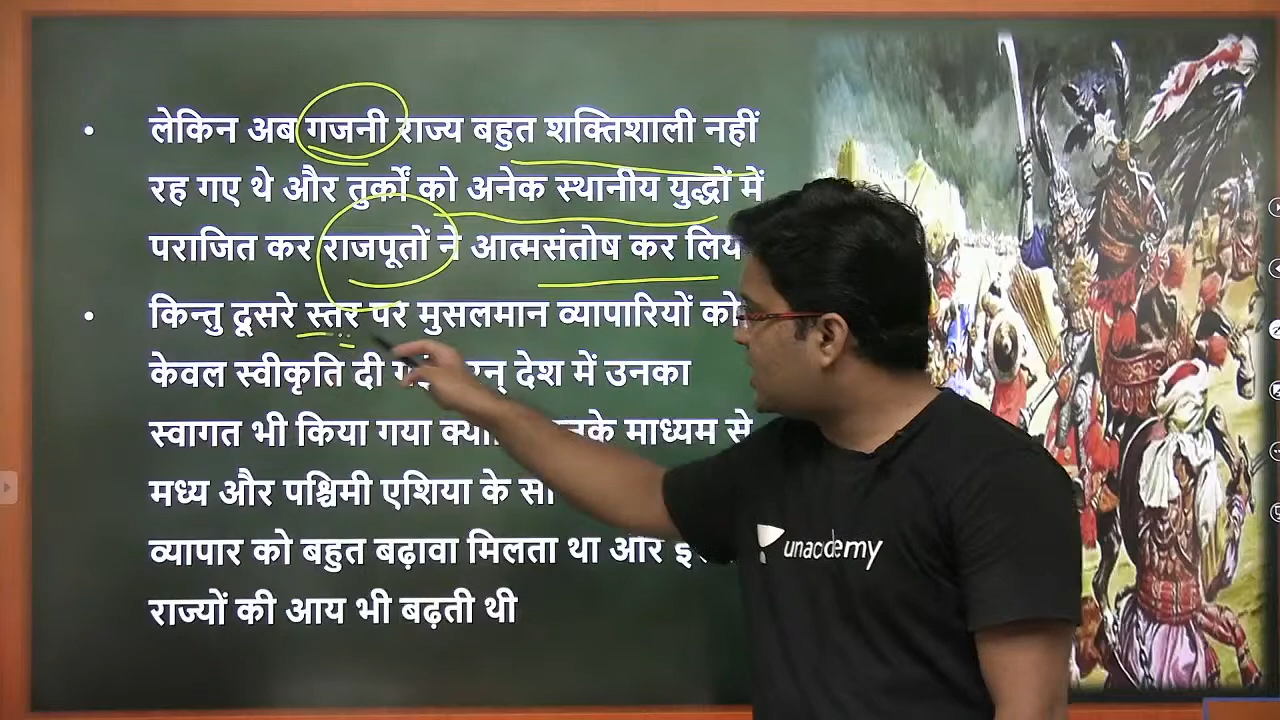 लेकिन अब गजनी राज्य बहुत शक्तिशाली नहीं
रह गए थे और तुर्कों को अनेक स्थानीय युद्धों में
पराजित कर राजपूतों ने आत्मसंतोष कर
किन्तु दूसरे स्तर पर मुसलमान व्यापारियों को
केवल स्वीकृति दी देश में उनका
स्वागत भी किया गया माध्यम से
मध्य और पश्चिमी एशिया के
व्यापार को बहुत बढ़ावा मिलता था
राज्यों की आय भी बढ़ती थी
unacademy